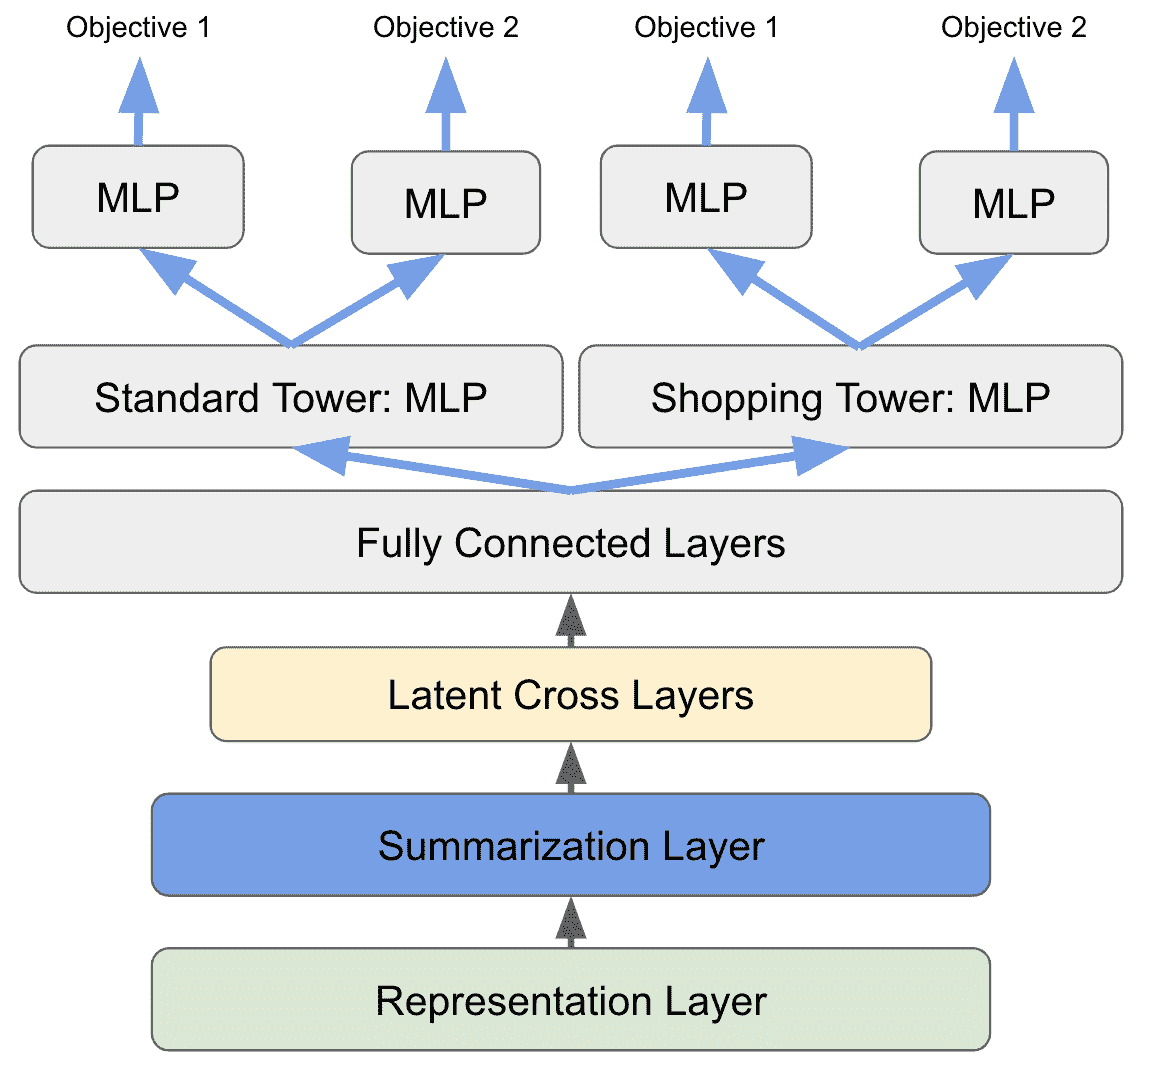 Objective 1
Objective 2
Objective 1
Objective 2
MLP
MLP
MLP
MLP
Standard Tower: MLP
Shopping Tower: MLP
Fully Connected Layers
Latent Cross Layers
Summarization Layer
Representation Layer